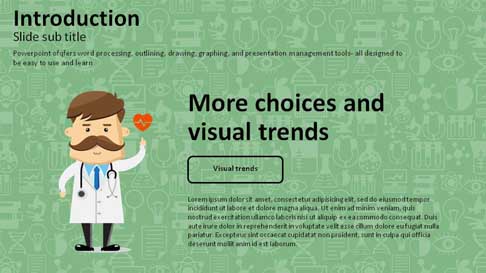 Introduction
Slide sub title
Powerpoint ofqfers word processing, outlining, drawing, graphing, and presentation management tools- all designed to
be easy to use and learn
More choices and
visual trends
Visual trends
Lorem ipsum dolor sit amet, consectetur adipisicing elit, sed do eiusmod tempor
incididunt ut labore et dolore magna aliqua. Ut enim ad minim veniam, quis
nostrud exercitation ullamco laboris nisi ut aliquip ex ea commodo consequat. Duis
aute irure dolor in reprehenderit in voluptate velit esse cillum dolore eu fugiat nulla
pariatur. Excepteur sint occaecat cupidatat non proident, sunt in culpa qui officia
deserunt mollit anim id est laborum.